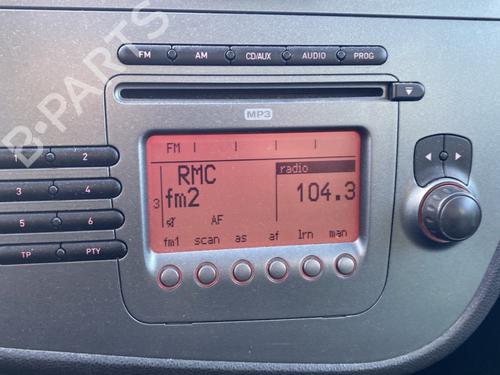 FM AM CD/AUX AUDIO PROG
MP3
1 2
3 4
5 6
TP PTY
FM
RMC
radio
3 fm2 104.3
AF
fm1 scan as af lrn man
B-PARTS